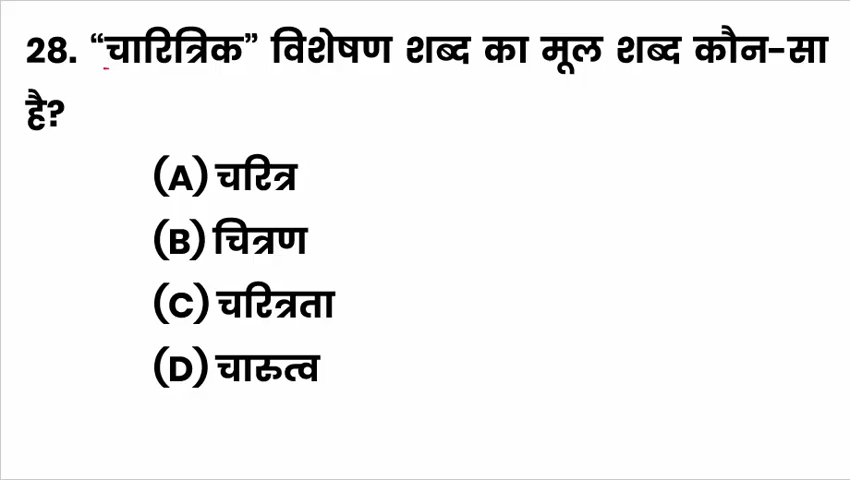 28. “चारित्रिक” विशेषण शब्द का मूल शब्द कौन-सा
है?
(A) चरित्र
(B) चित्रण
(C) चरित्रता
(D) चारुत्व